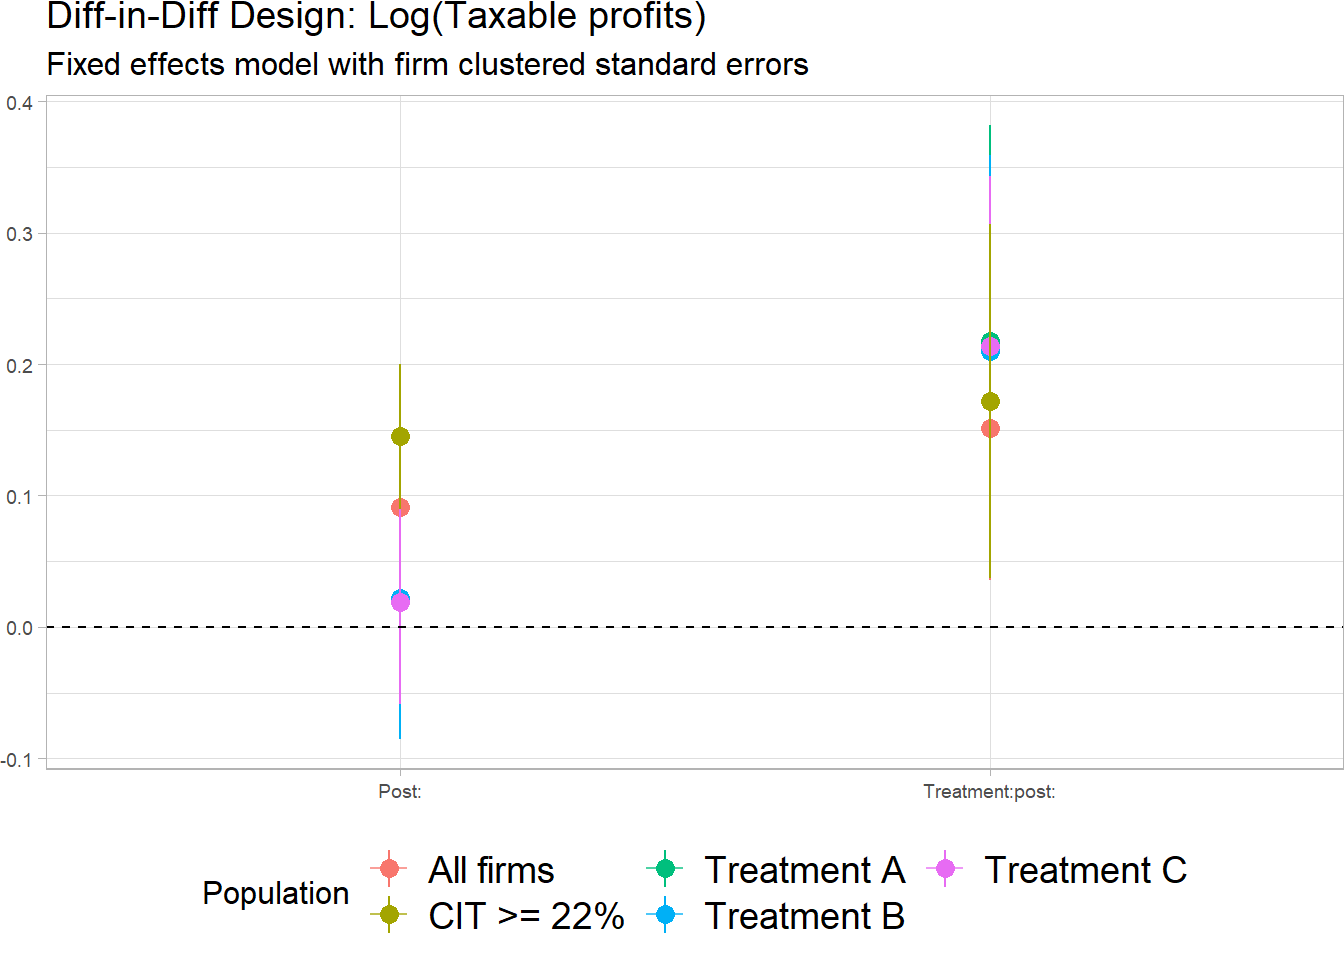 Diff-in-Diff Design: Log(Taxable profits)
Fixed effects model with firm clustered standard errors
0.4
0.3
0.2
0.1
0.0
-0.1
Post:
Treatment:post:
Population
All firms
Treatment A
Treatment C
CIT >= 22%
Treatment B